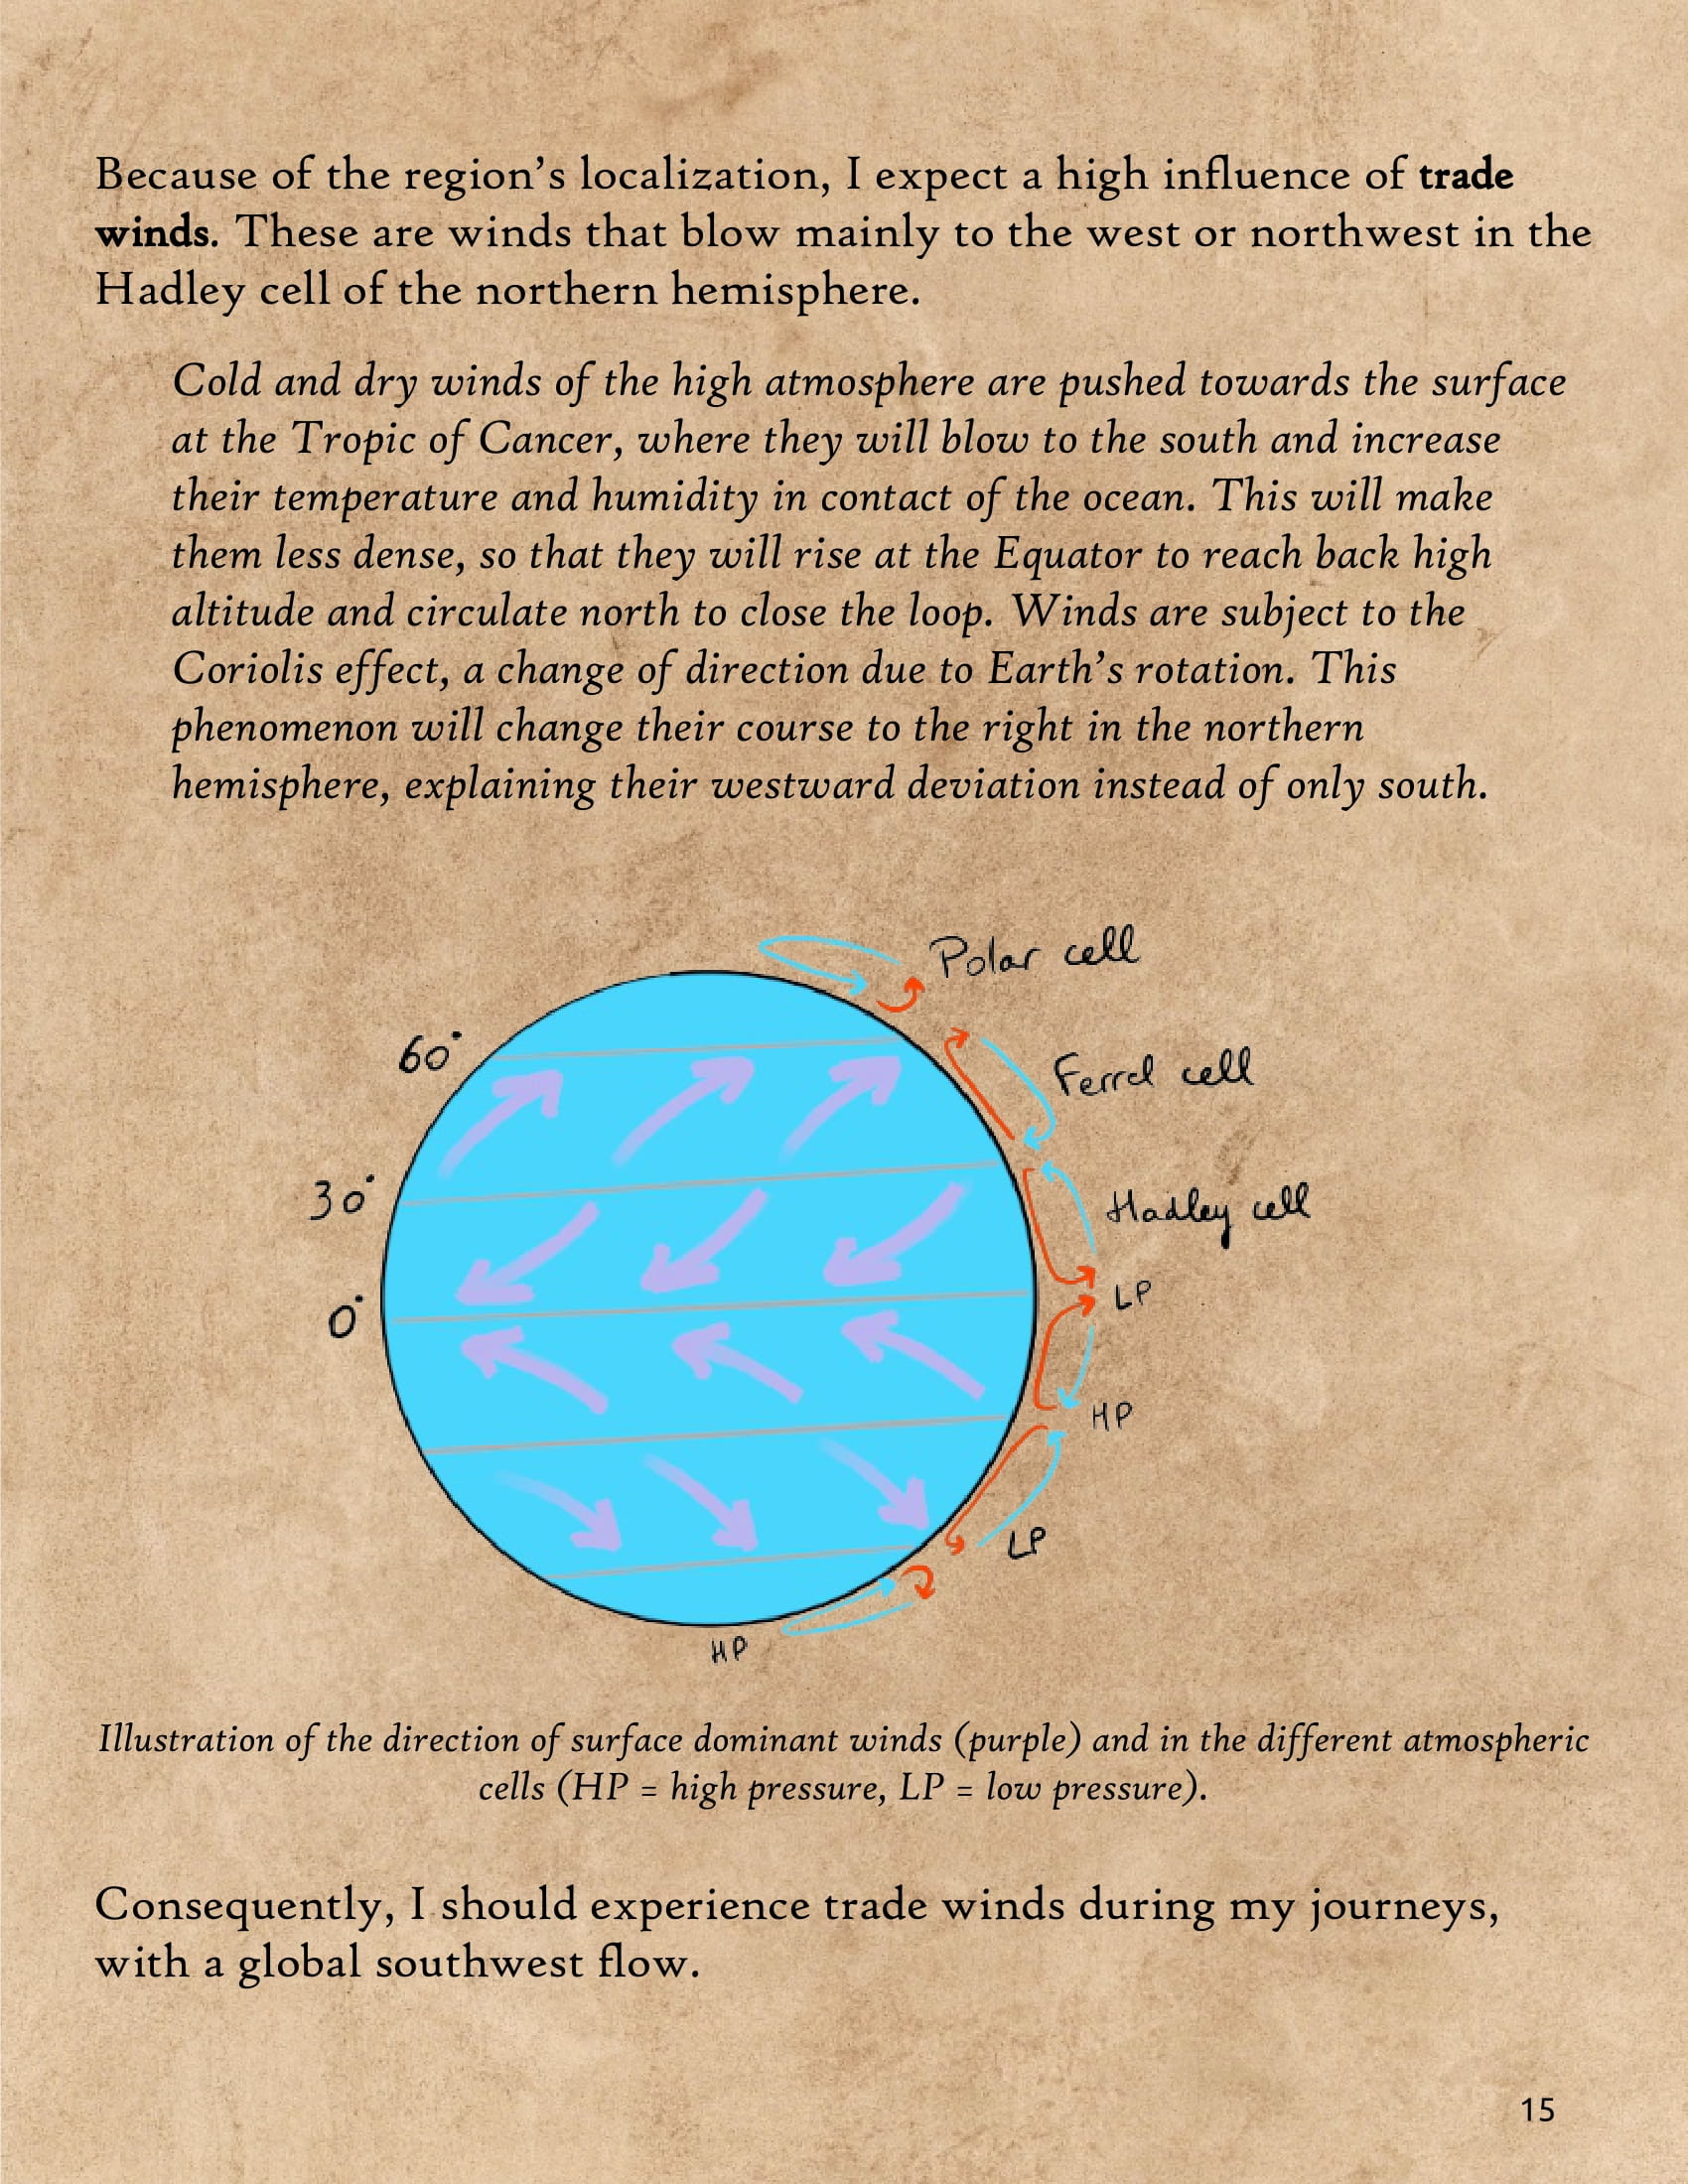 Because of the region's localization, I expect a high influence of trade
winds. These are winds that blow mainly to the west or northwest in the
Hadley cell of the northern hemisphere.
Cold and dry winds of the high atmosphere are pushed towards the surface
at the Tropic of Cancer, where they will blow to the south and increase
their temperature and humidity in contact of the ocean. This will make
them less dense, so that they will rise at the Equator to reach back high
altitude and circulate north to close the loop. Winds are subject to the
Coriolis effect, a change of direction due to Earth's rotation. This
phenomenon will change their course to the right in the northern
hemisphere, explaining their westward deviation instead of only south.
Polar cell
60°
Ferrel cell
30°
Hadley cell
LP
0°
HP
LP
HP
Illustration of the direction of surface dominant winds (purple) and in the different atmospheric
cells (HP = high pressure, LP = low pressure).
Consequently, I should experience trade winds during my journeys,
with a global southwest flow.
15